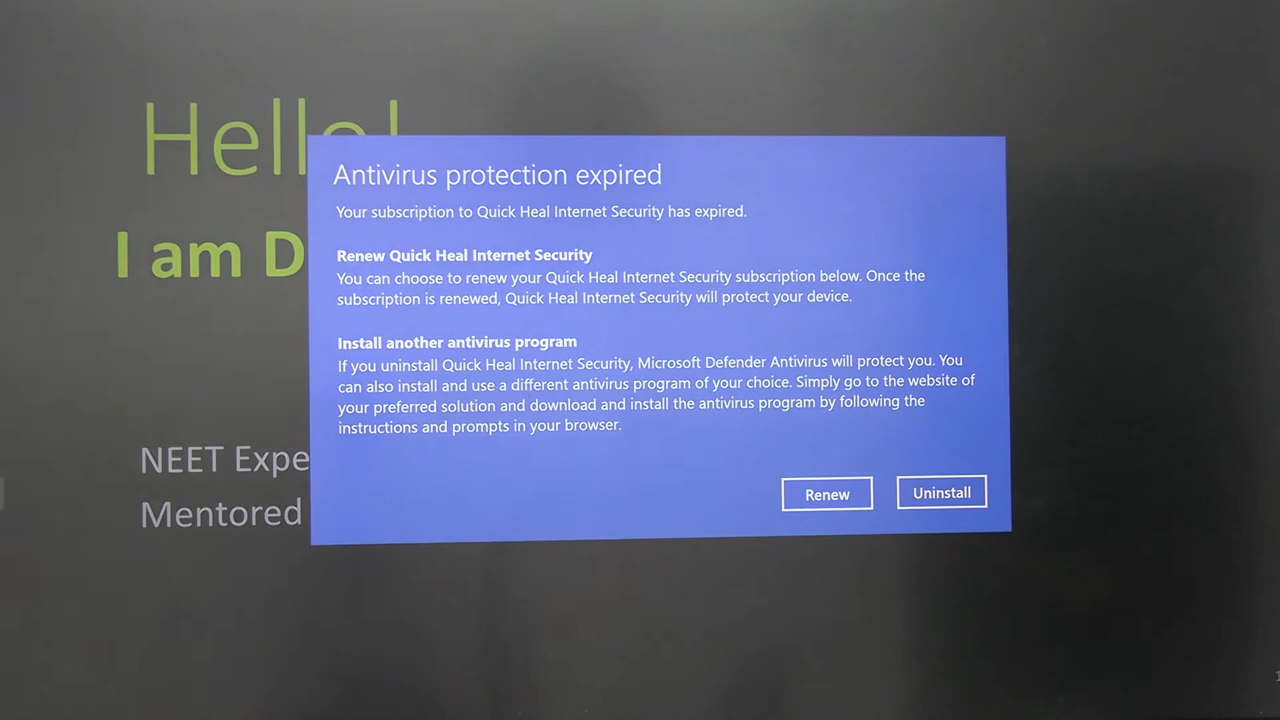 Hello!
I am D
NEET Expe
Mentored
Antivirus protection expired
Your subscription to Quick Heal Internet Security has expired.
Renew Quick Heal Internet Security
You can choose to renew your Quick Heal Internet Security subscription below. Once the
subscription is renewed, Quick Heal Internet Security will protect your device.
Install another antivirus program
If you uninstall Quick Heal Internet Security, Microsoft Defender Antivirus will protect you. You
can also install and use a different antivirus program of your choice. Simply go to the website of
your preferred solution and download and install the antivirus program by following the
instructions and prompts in your browser.
Renew
Uninstall